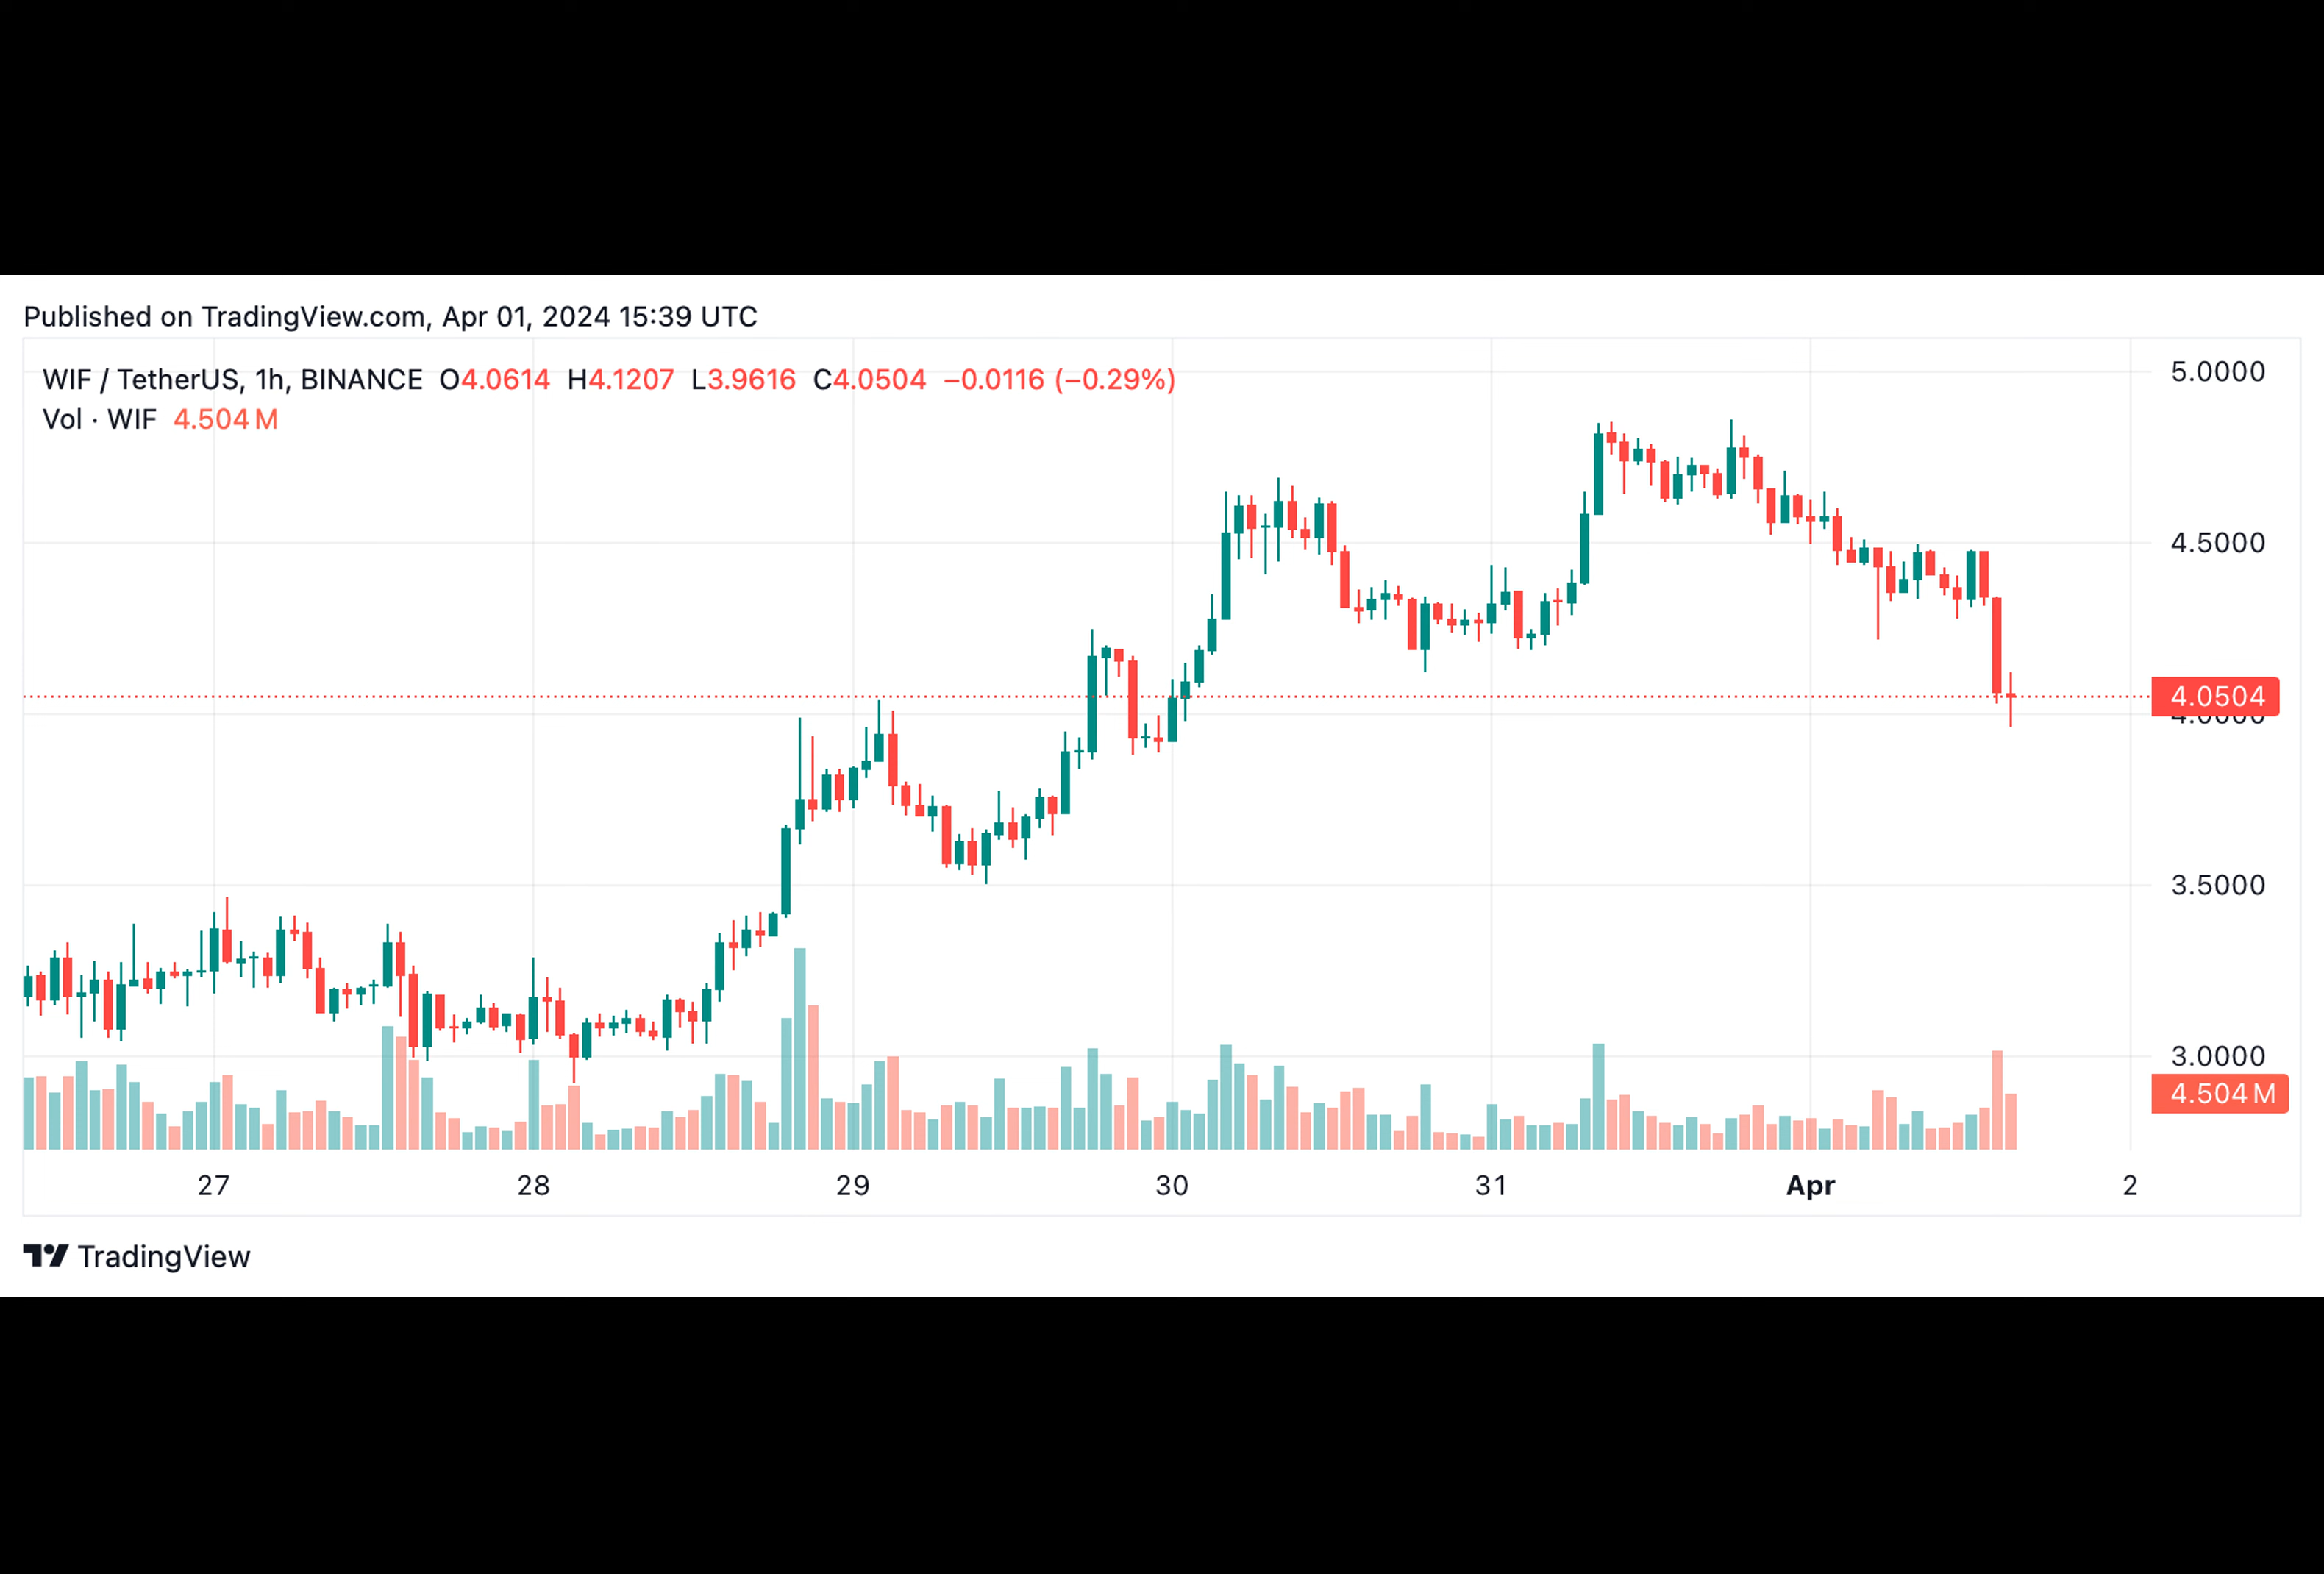 Published on TradingView.com, Apr 01, 2024 15:39 UTC
WIF / TetherUS, 1h, BINANCE O4.0614 H4.1207 L3.9616 C4.0504 −0.0116 (−0.29%)
Vol · WIF 4.504 M
5.0000
4.5000
4.0504
4.0000
3.5000
3.0000
4.504 M
27 28 29 30 31 Apr 2
TradingView